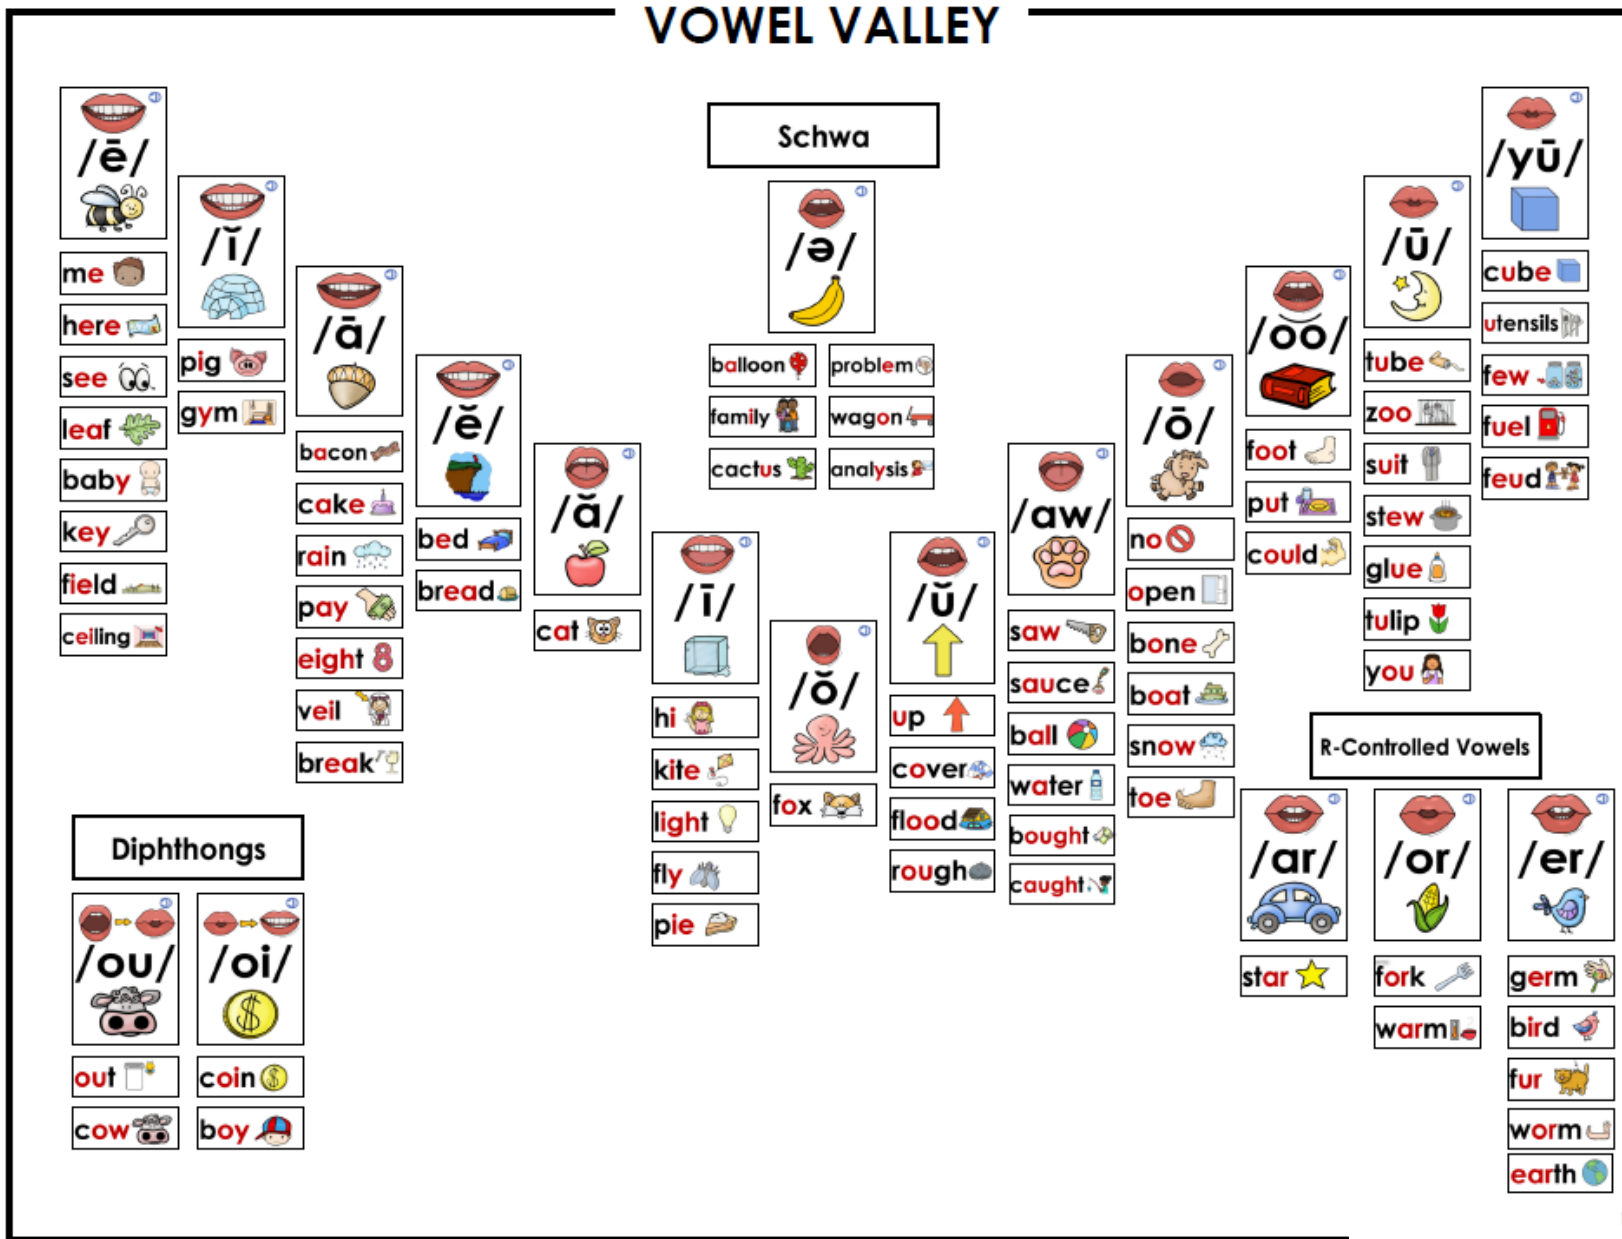 VOWEL VALLEY
/ē/
me
here
see
leaf
baby
key
field
ceiling
/ĭ/
pig
gym
/ā/
bacon
cake
rain
pay
eight
8
veil
break
/ĕ/
bed
bread
/ă/
cat
/ī/
hi
kite
light
fly
pie
Schwa
/ə/
balloon
problem
family
wagon
cactus
analysis
/ŏ/
fox
/ŭ/
up
cover
flood
rough
/aw/
saw
sauce
ball
water
bought
caught
/ō/
no
open
bone
boat
snow
toe
/o͝o/
foot
put
could
/ū/
tube
zoo
suit
stew
glue
tulip
you
/yū/
cube
utensils
few
fuel
feud
Diphthongs
/ou/
out
cow
/oi/
$
coin
$
boy
R-Controlled Vowels
/ar/
star
/or/
fork
warm
/er/
germ
bird
fur
worm
earth